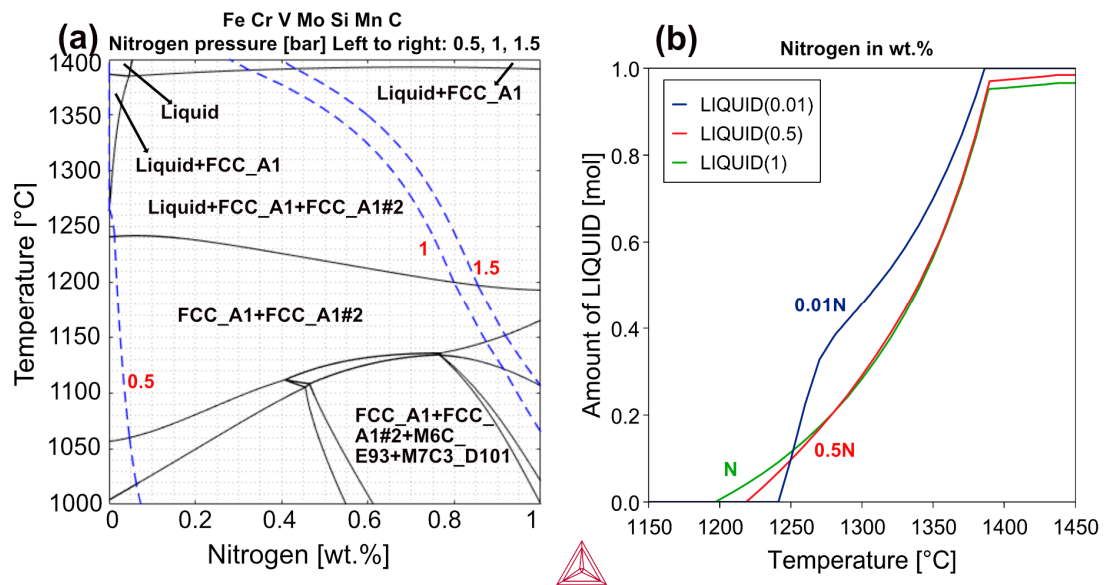 Fe Cr V Mo Si Mn C
(a)
Nitrogen pressure [bar] Left to right: 0.5, 1, 1.5
1400
1350
1300
1250
1200
1150
1100
1050
1000
Temperature [°C]
Liquid
Liquid+FCC_A1
Liquid+FCC_A1
Liquid+FCC_A1+FCC_A1#2
1
1.5
FCC_A1+FCC_A1#2
0.5
FCC_A1+FCC_
A1#2+M6C_
E93+M7C3_D101
0
0.2
0.4
0.6
0.8
1
Nitrogen [wt.%]
(b)
Nitrogen in wt.%
1.0
0.8
0.6
0.4
0.2
0.0
Amount of LIQUID [mol]
LIQUID(0.01)
LIQUID(0.5)
LIQUID(1)
0.01N
0.5N
N
1150
1200
1250
1300
1350
1400
1450
Temperature [°C]